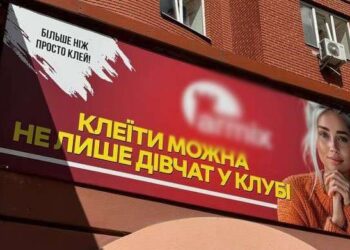 БІЛЬШЕ НІЖ
ПРОСТО КЛЕЙ!
КЛЕЇТИ МОЖНА
НЕ ЛИШЕ ДІВЧАТ У КЛУБІ